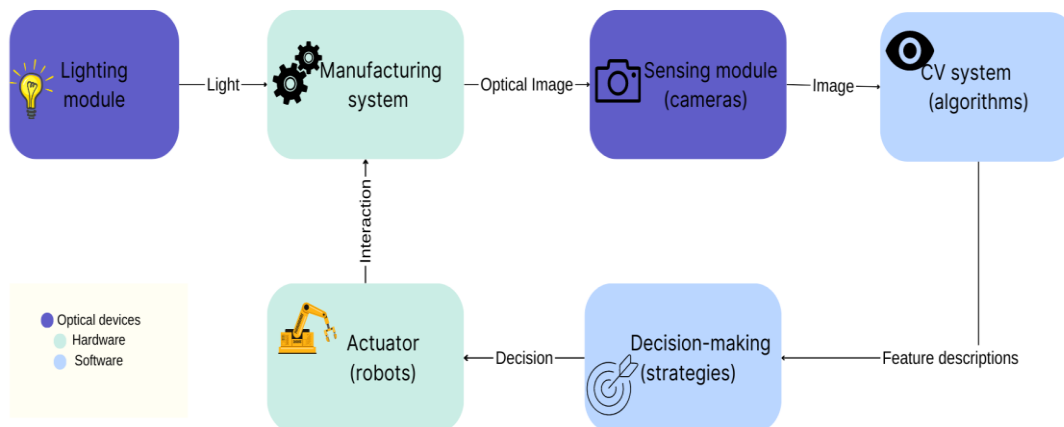 Lighting
module
Light
Manufacturing
system
Optical Image
Sensing module
(cameras)
Image
CV system
(algorithms)
Interaction
Optical devices
Hardware
Software
Actuator
(robots)
Decision
Decision-making
(strategies)
Feature descriptions